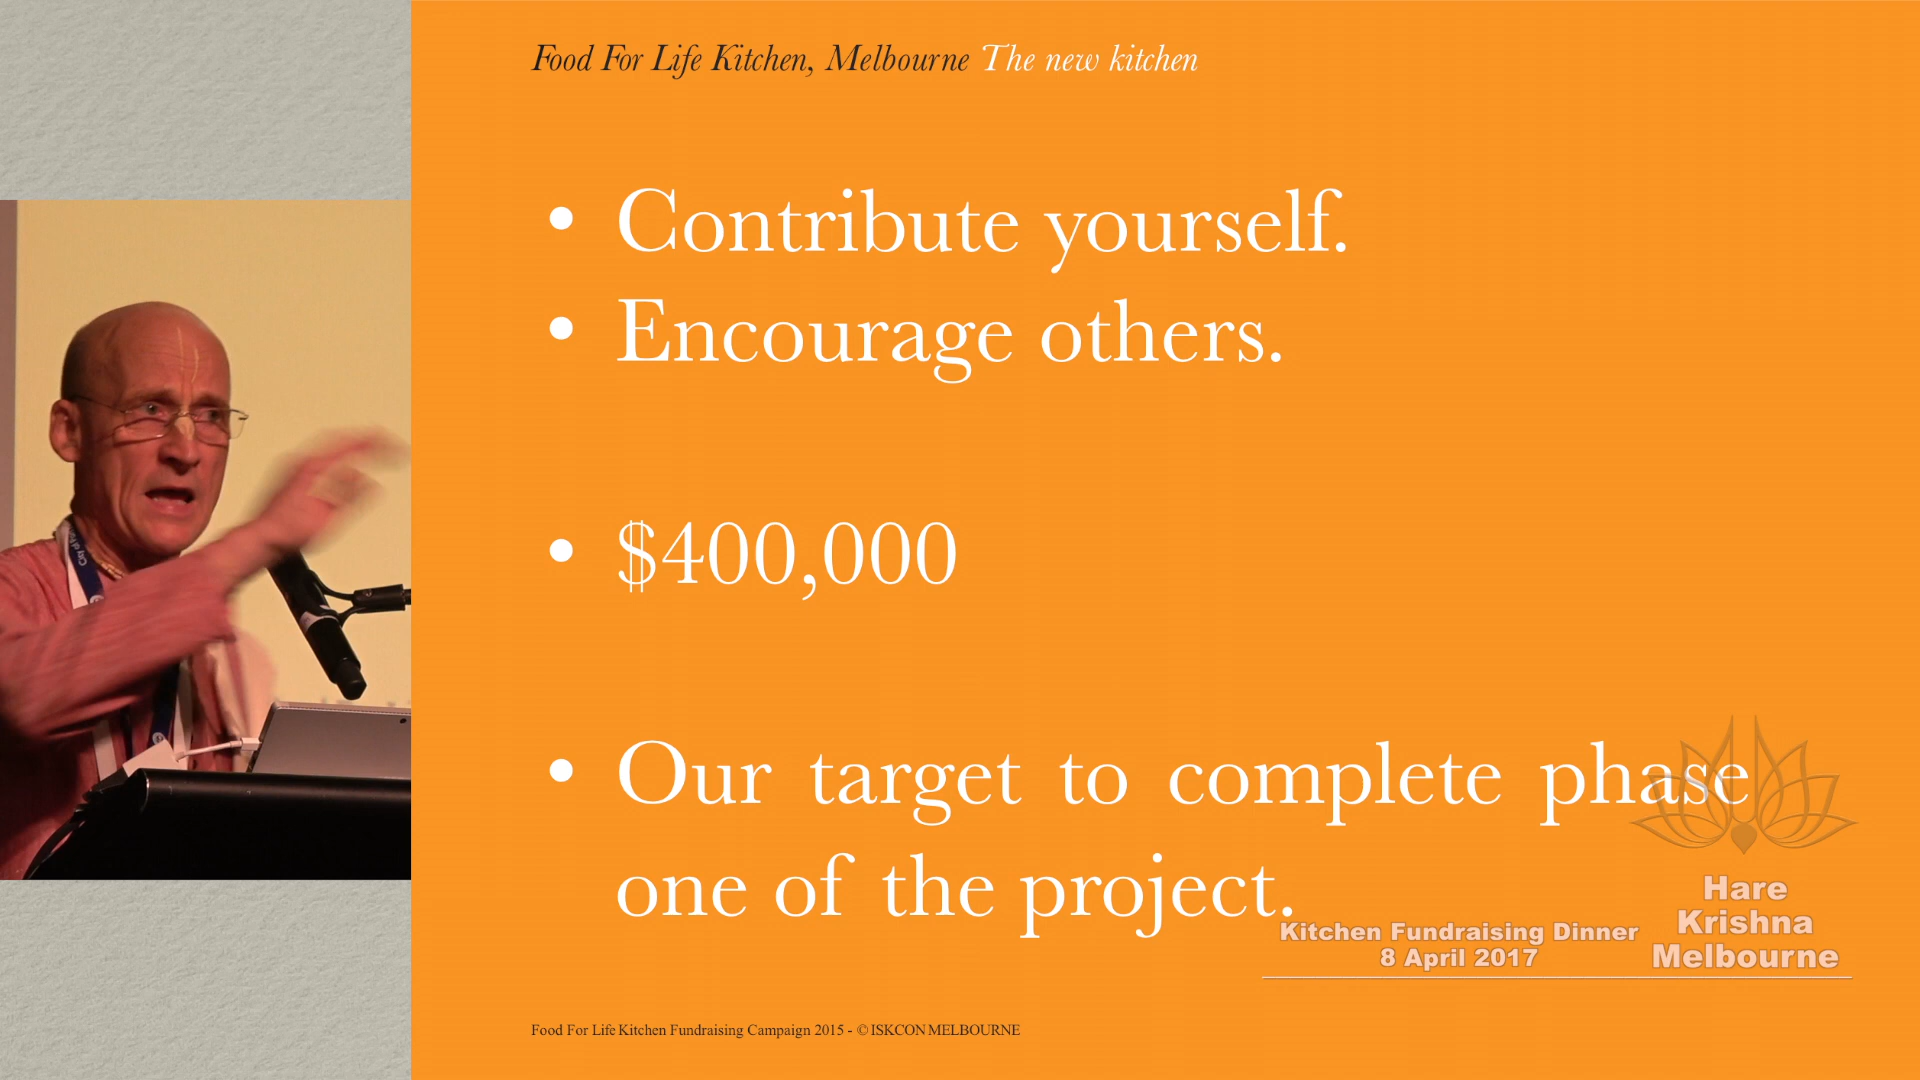 Food For Life Kitchen, Melbourne The new kitchen
• Contribute yourself.
• Encourage others.
• $400,000
• Our target to complete phase
one of the project.
Kitchen Fundraising Dinner
8 April 2017
Hare
Krishna
Melbourne
Food For Life Kitchen Fundraising Campaign 2015 - © ISKCON MELBOURNE